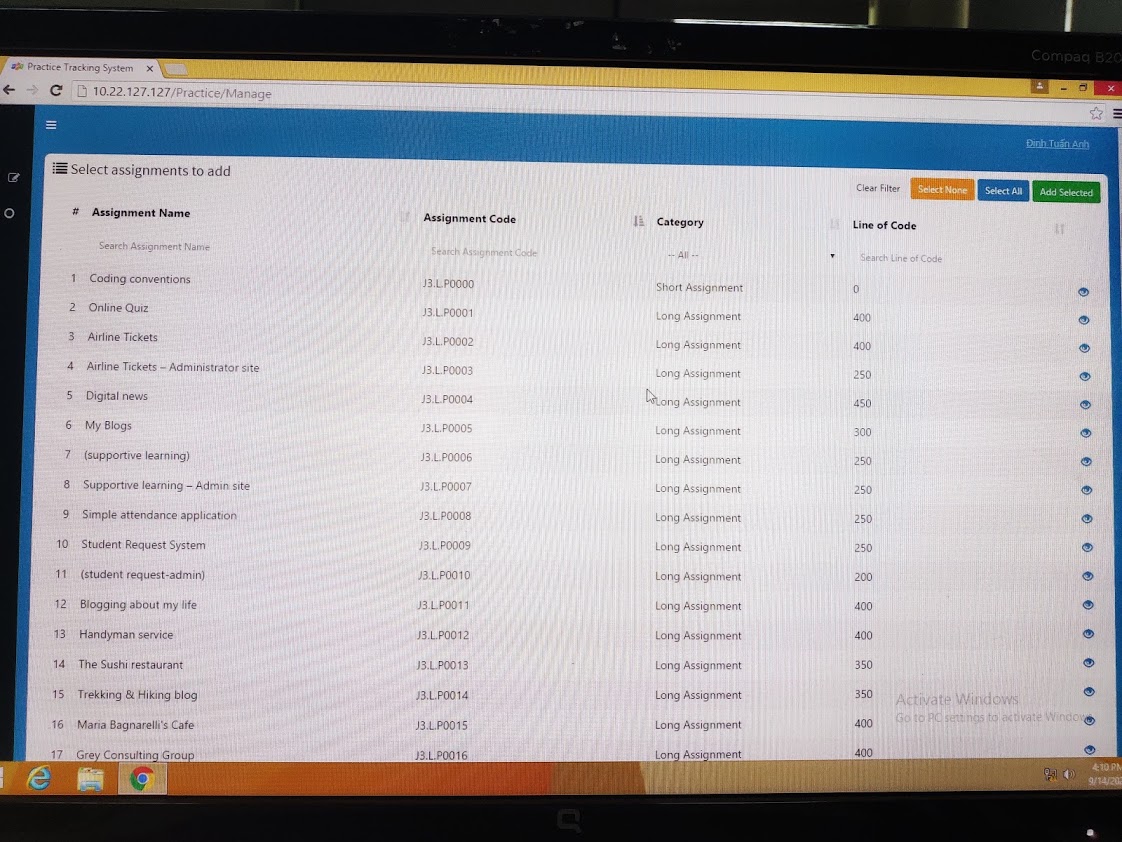 Compaq B20
Practice Tracking System
10.22.127.127/Practice/Manage
Đinh Tuấn Anh
Select assignments to add
Clear Filter Select None Select All Add Selected
# Assignment Name Assignment Code Category Line of Code
Search Assignment Name Search Assignment Code -- All -- Search Line of Code
1 Coding conventions J3.L.P0000 Short Assignment 0
2 Online Quiz J3.L.P0001 Long Assignment 400
3 Airline Tickets J3.L.P0002 Long Assignment 400
4 Airline Tickets – Administrator site J3.L.P0003 Long Assignment 250
5 Digital news J3.L.P0004 Long Assignment 450
6 My Blogs J3.L.P0005 Long Assignment 300
7 (supportive learning) J3.L.P0006 Long Assignment 250
8 Supportive learning – Admin site J3.L.P0007 Long Assignment 250
9 Simple attendance application J3.L.P0008 Long Assignment 250
10 Student Request System J3.L.P0009 Long Assignment 250
11 (student request-admin) J3.L.P0010 Long Assignment 200
12 Blogging about my life J3.L.P0011 Long Assignment 400
13 Handyman service J3.L.P0012 Long Assignment 400
14 The Sushi restaurant J3.L.P0013 Long Assignment 350
15 Trekking & Hiking blog J3.L.P0014 Long Assignment 350
16 Maria Bagnarelli's Cafe J3.L.P0015 Long Assignment 400
17 Grey Consulting Group J3.L.P0016 Long Assignment 400
Activate Windows
Go to PC settings to activate Windows
4:10 PM
9/14/20